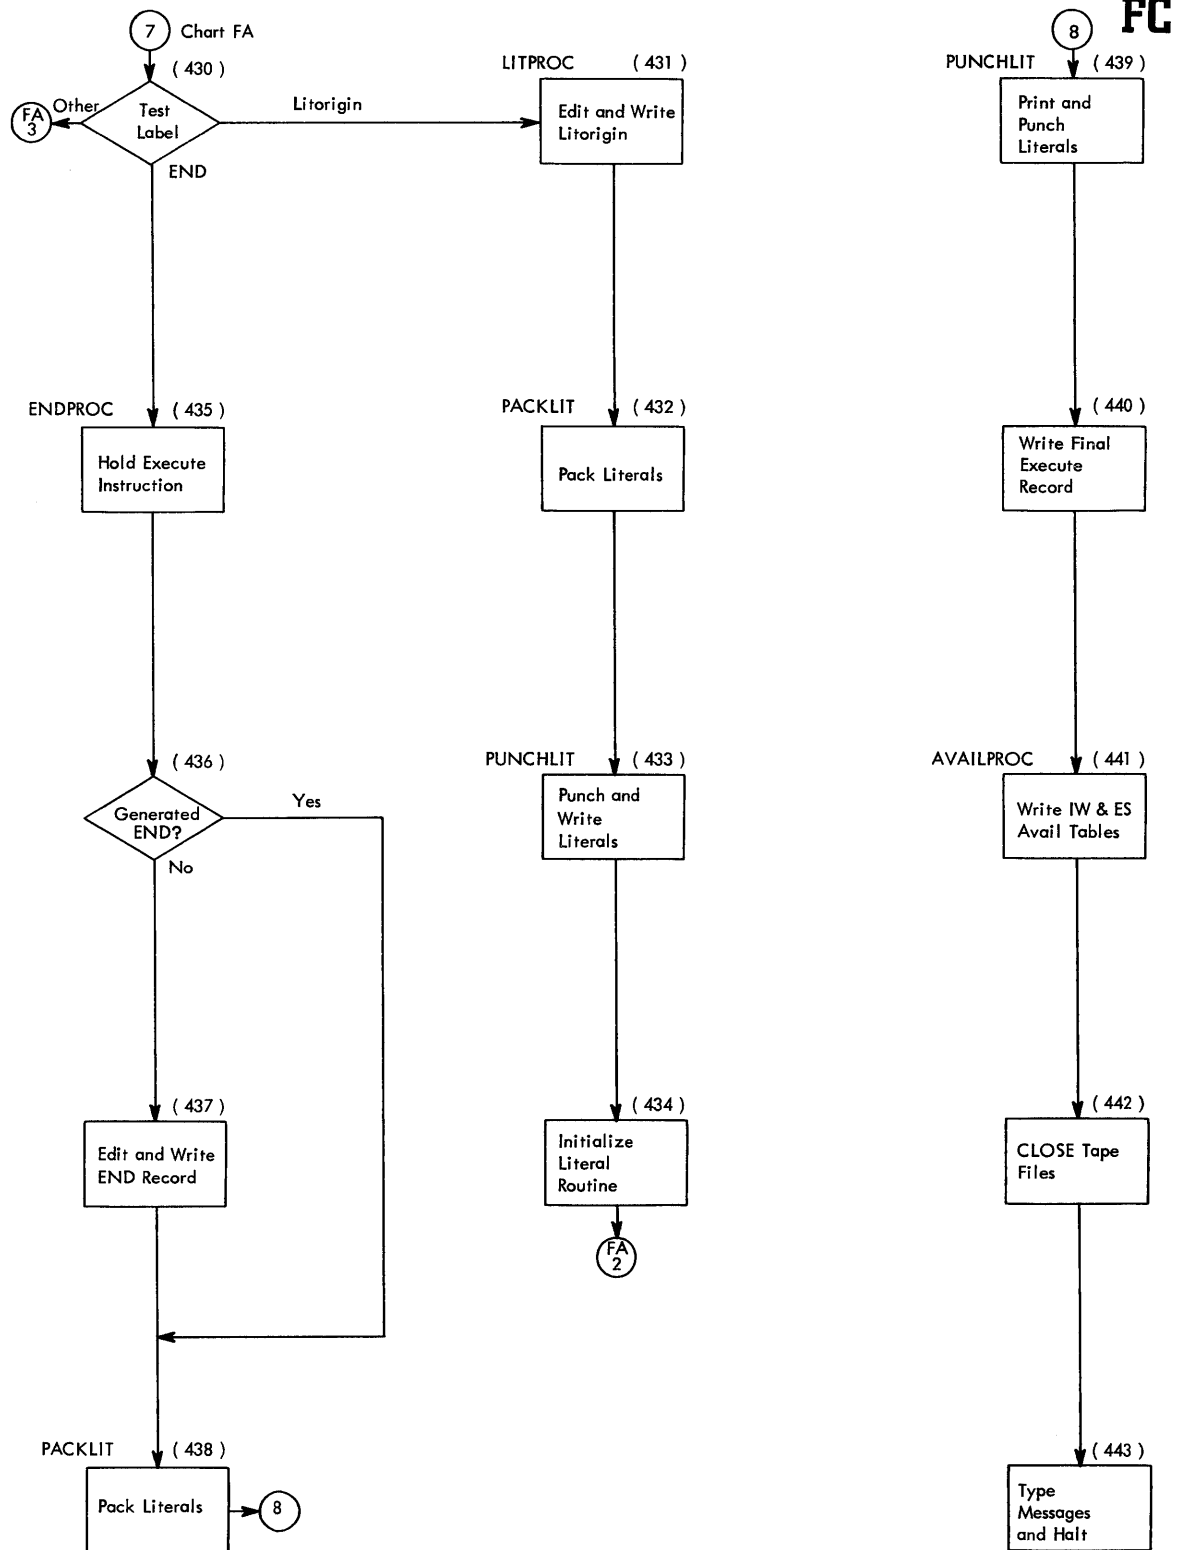 7 Chart FA
( 430 )
Test
Label
Other
FA
3
Litorigin
END
ENDPROC ( 435 )
Hold Execute
Instruction
( 436 )
Generated
END?
Yes
No
( 437 )
Edit and Write
END Record
PACKLIT ( 438 )
Pack Literals
8
LITPROC ( 431 )
Edit and Write
Litorigin
PACKLIT ( 432 )
Pack Literals
PUNCHLIT ( 433 )
Punch and
Write
Literals
( 434 )
Initialize
Literal
Routine
FA
2
FC
8
PUNCHLIT ( 439 )
Print and
Punch
Literals
( 440 )
Write Final
Execute
Record
AVAILPROC ( 441 )
Write IW & ES
Avail Tables
( 442 )
CLOSE Tape
Files
( 443 )
Type
Messages
and Halt